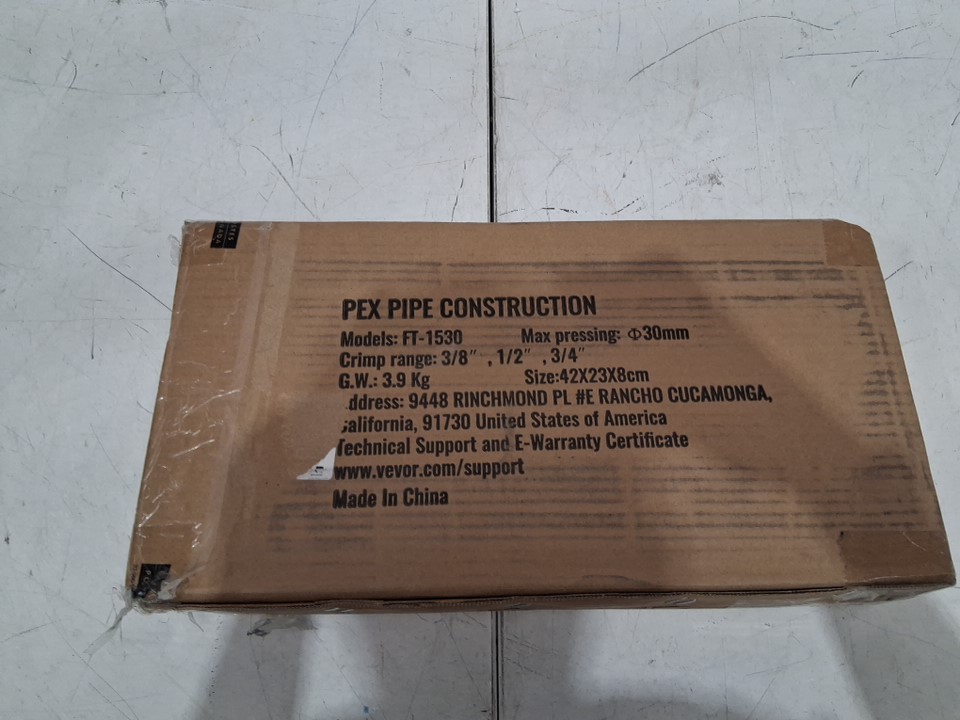 PEX PIPE CONSTRUCTION
Models: FT-1530 Max pressing: Φ30mm
Crimp range: 3/8″ , 1/2″ , 3/4″
G.W.: 3.9 Kg Size:42X23X8cm
ddress: 9448 RINCHMOND PL #E RANCHO CUCAMONGA,
alifornia, 91730 United States of America
Technical Support and E-Warranty Certificate
www.vevor.com/support
Made In China